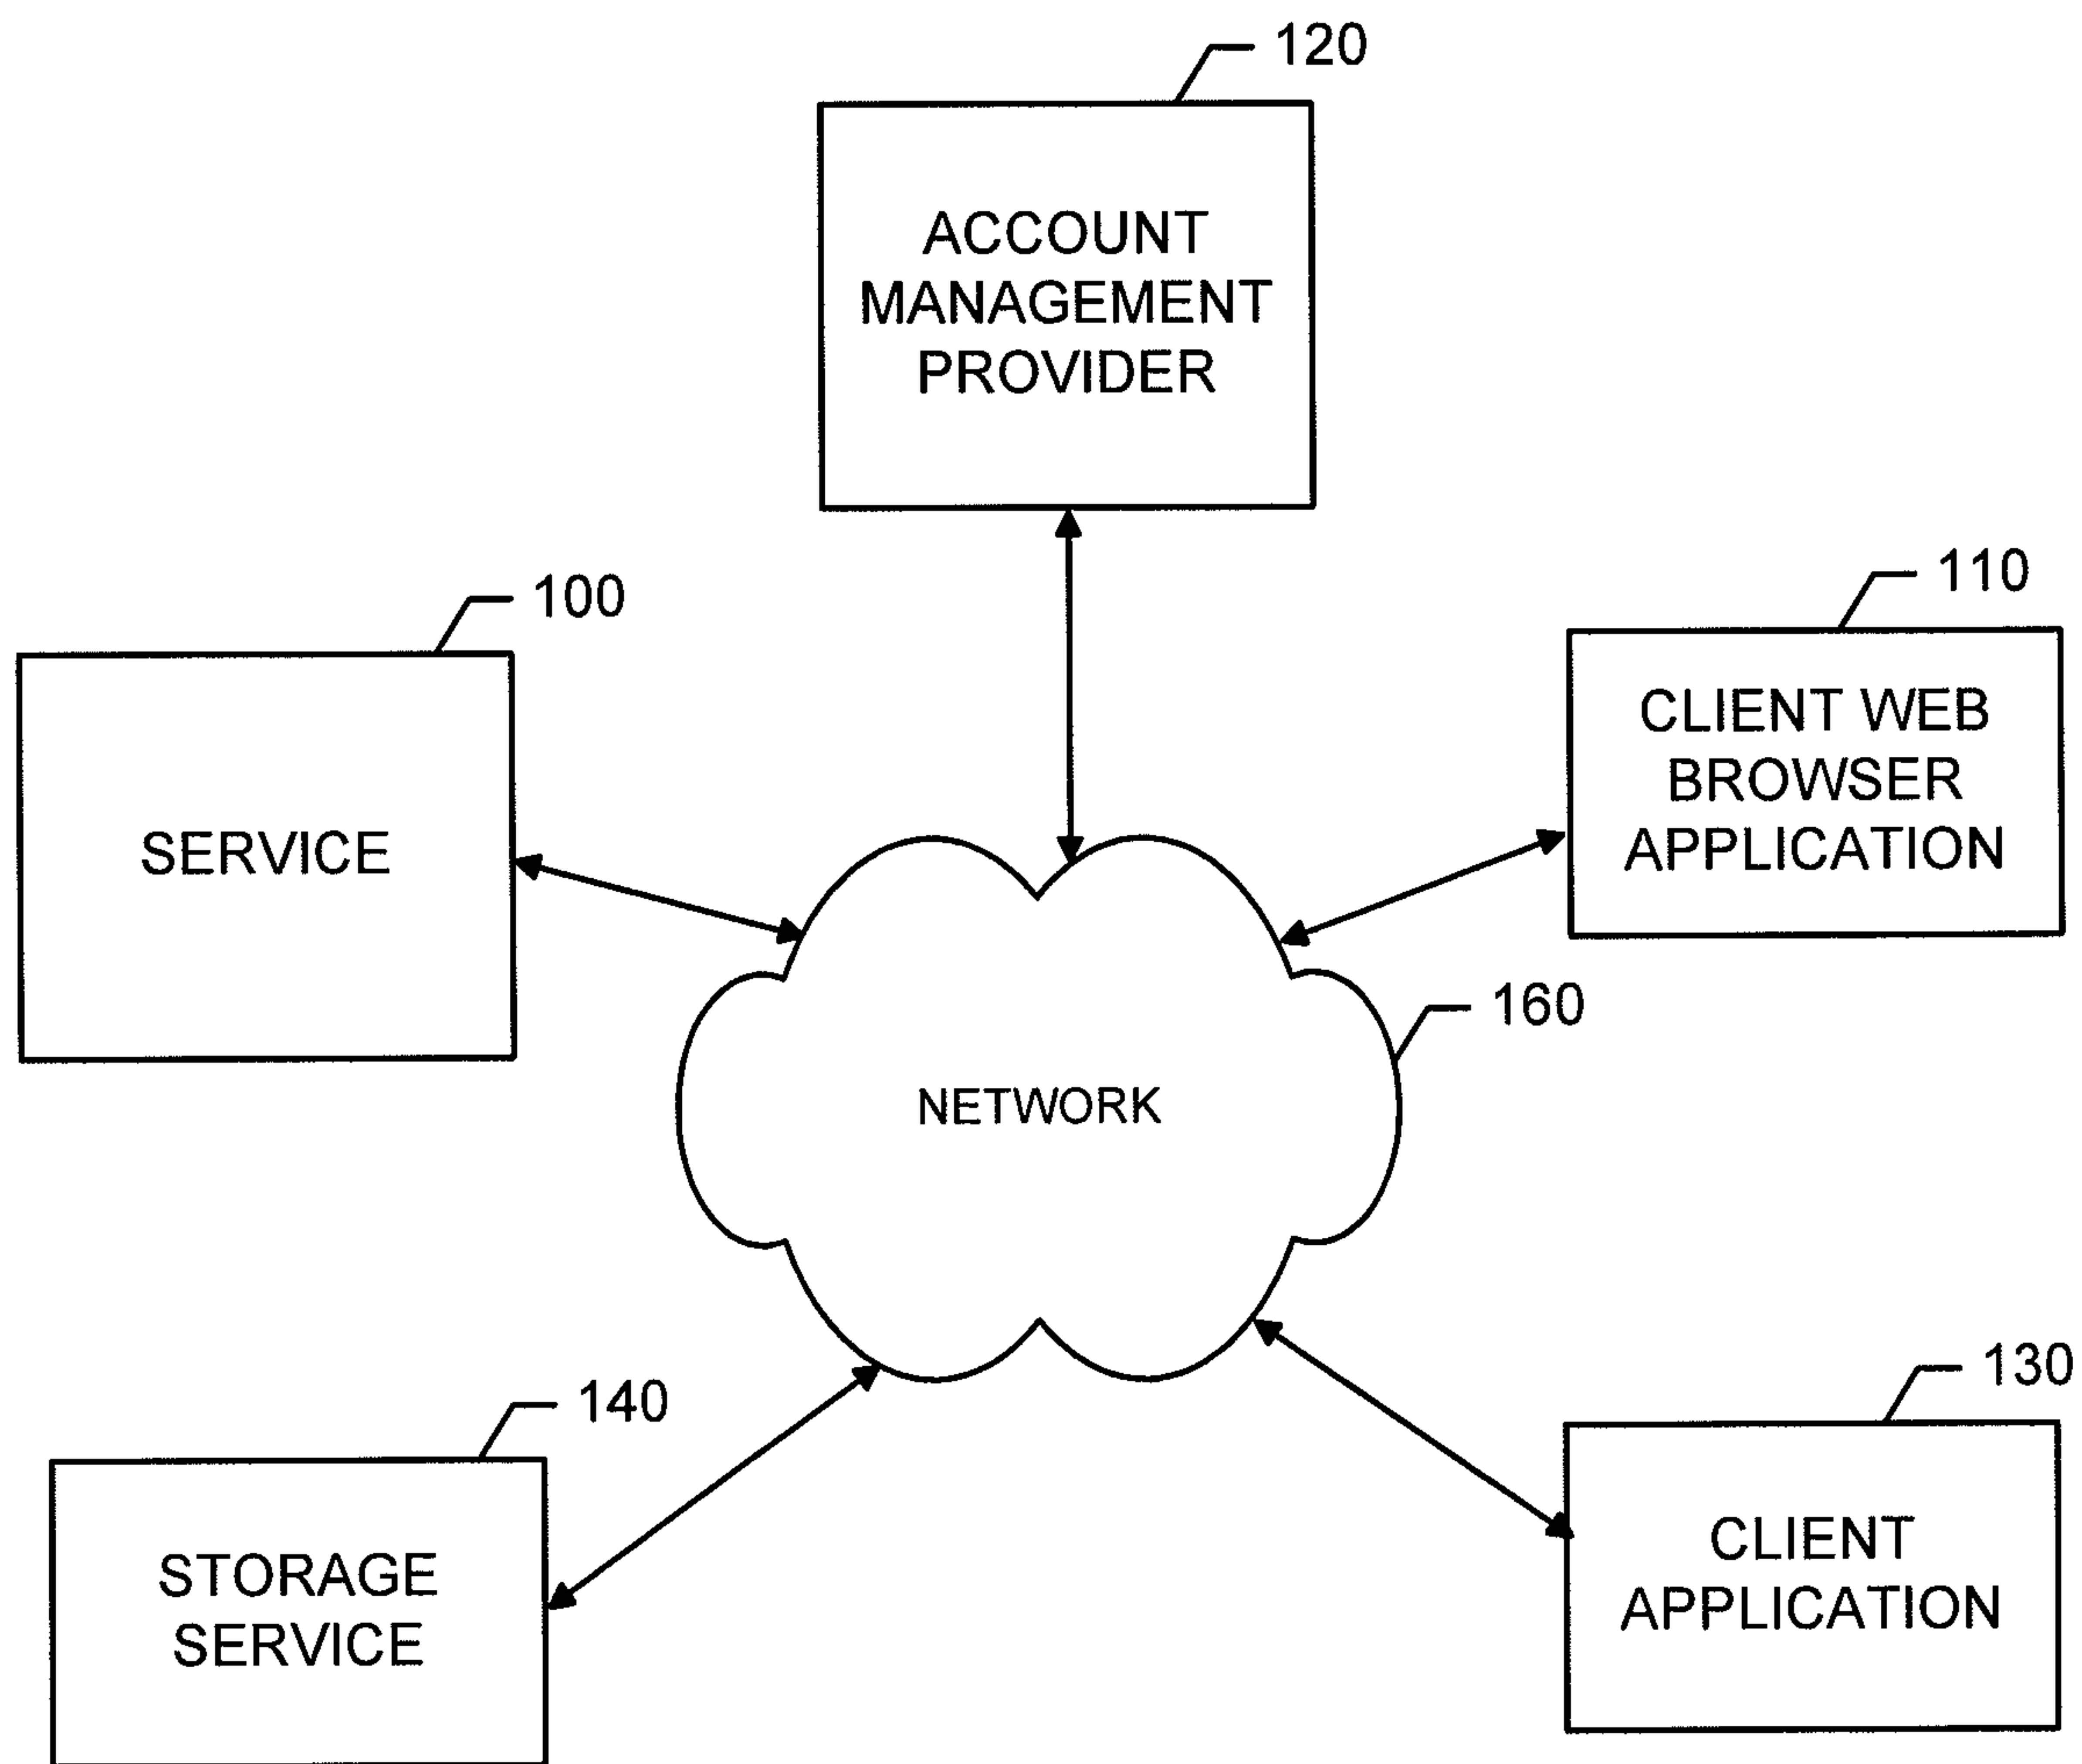 120
ACCOUNT
MANAGEMENT
PROVIDER
100
110
SERVICE
CLIENT WEB
BROWSER
APPLICATION
160
NETWORK
140
130
STORAGE
SERVICE
CLIENT
APPLICATION